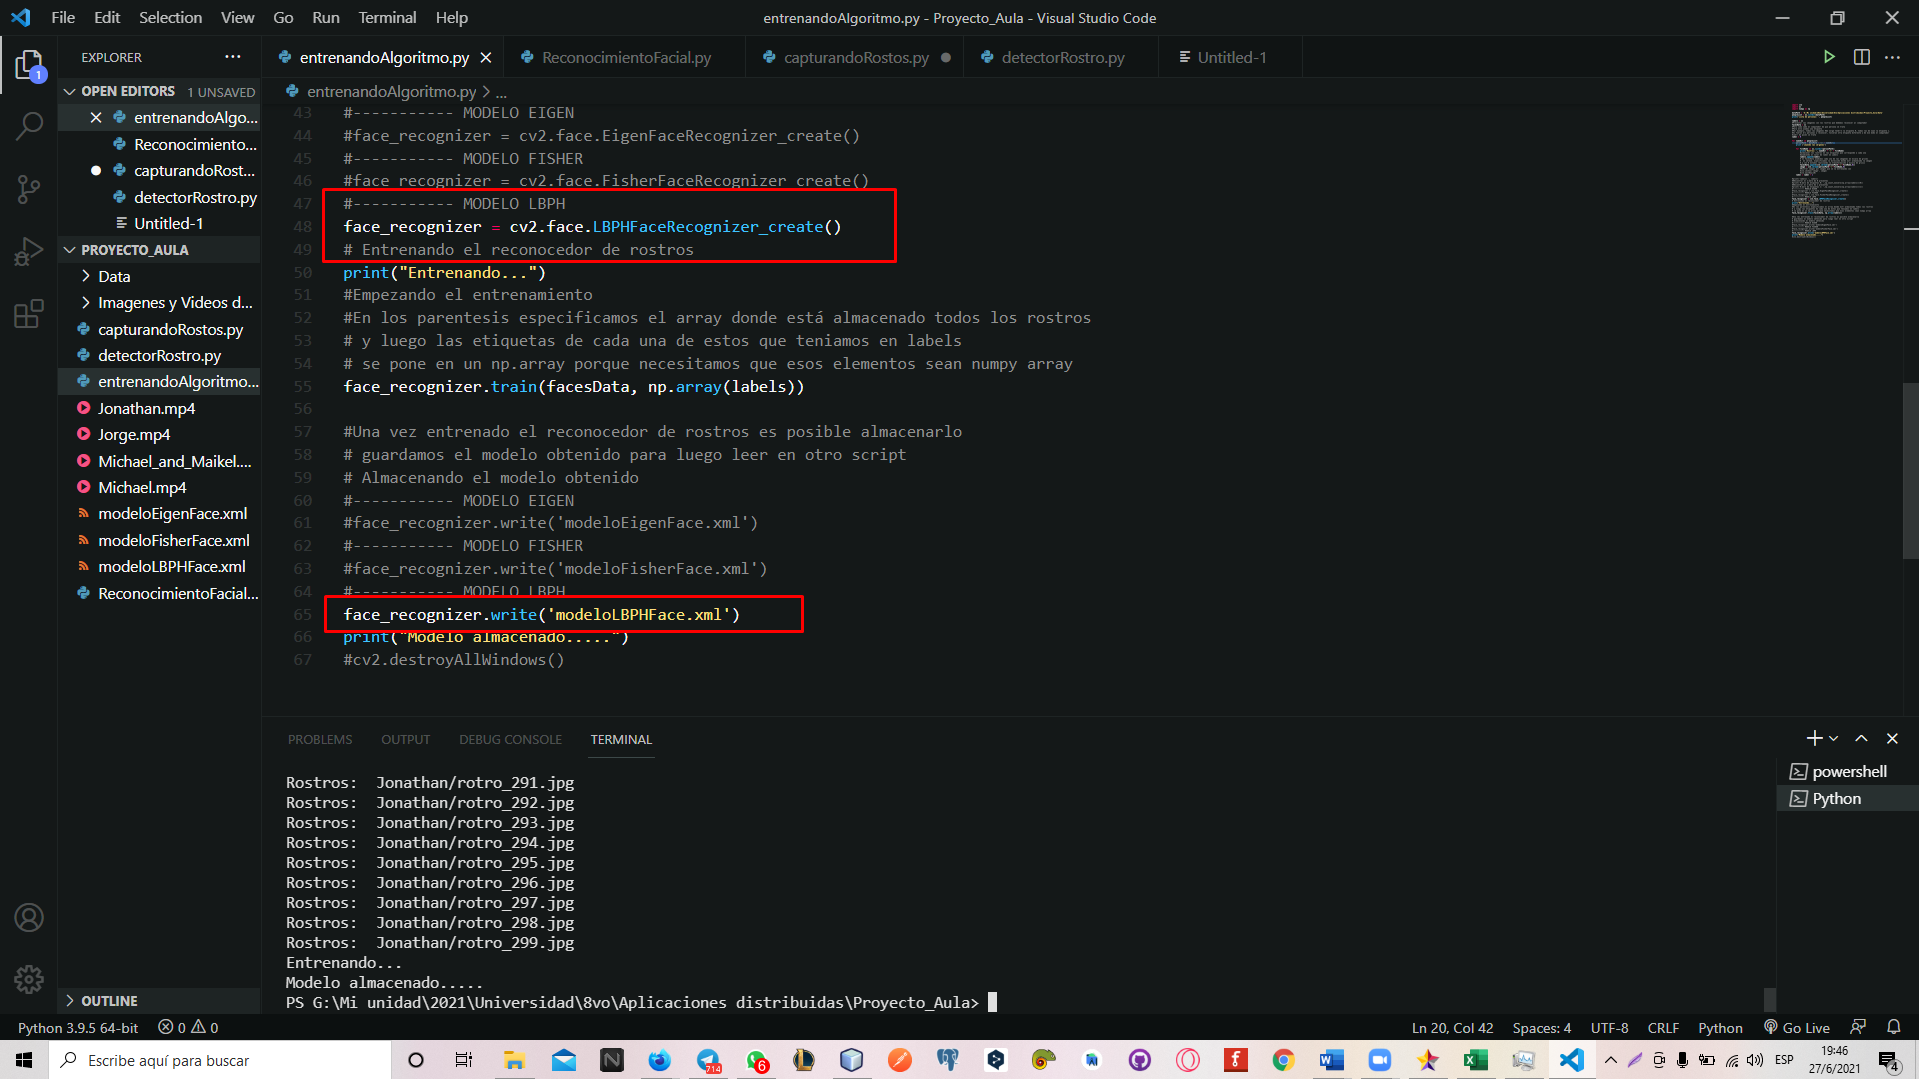 File Edit Selection View Go Run Terminal Help
entrenandoAlgoritmo.py - Proyecto_Aula - Visual Studio Code
EXPLORER
entrenandoAlgoritmo.py
ReconocimientoFacial.py
capturandoRostos.py
detectorRostro.py
Untitled-1
OPEN EDITORS 1 UNSAVED
entrenandoAlgo...
Reconocimiento...
capturandoRost...
detectorRostro.py
Untitled-1
PROYECTO_AULA
Data
Imagenes y Videos d...
capturandoRostos.py
detectorRostro.py
entrenandoAlgoritmo...
Jonathan.mp4
Jorge.mp4
Michael_and_Maikel....
Michael.mp4
modeloEigenFace.xml
modeloFisherFace.xml
modeloLBPHFace.xml
ReconocimientoFacial...
OUTLINE
entrenandoAlgoritmo.py > ...
43 #----------- MODELO EIGEN
44 #face_recognizer = cv2.face.EigenFaceRecognizer_create()
45 #----------- MODELO FISHER
46 #face_recognizer = cv2.face.FisherFaceRecognizer_create()
47 #----------- MODELO LBPH
48 face_recognizer = cv2.face.LBPHFaceRecognizer_create()
49 # Entrenando el reconocedor de rostros
50 print("Entrenando...")
51 #Empezando el entrenamiento
52 #En los parentesis especificamos el array donde está almacenado todos los rostros
53 # y luego las etiquetas de cada una de estos que teniamos en labels
54 # se pone en un np.array porque necesitamos que esos elementos sean numpy array
55 face_recognizer.train(facesData, np.array(labels))
56
57 #Una vez entrenado el reconocedor de rostros es posible almacenarlo
58 # guardamos el modelo obtenido para luego leer en otro script
59 # Almacenando el modelo obtenido
60 #----------- MODELO EIGEN
61 #face_recognizer.write('modeloEigenFace.xml')
62 #----------- MODELO FISHER
63 #face_recognizer.write('modeloFisherFace.xml')
64 #----------- MODELO LBPH
65 face_recognizer.write('modeloLBPHFace.xml')
66 print("Modelo almacenado.....")
67 #cv2.destroyAllWindows()
PROBLEMS OUTPUT DEBUG CONSOLE TERMINAL
Rostros: Jonathan/rotro_291.jpg
Rostros: Jonathan/rotro_292.jpg
Rostros: Jonathan/rotro_293.jpg
Rostros: Jonathan/rotro_294.jpg
Rostros: Jonathan/rotro_295.jpg
Rostros: Jonathan/rotro_296.jpg
Rostros: Jonathan/rotro_297.jpg
Rostros: Jonathan/rotro_298.jpg
Rostros: Jonathan/rotro_299.jpg
Entrenando...
Modelo almacenado.....
PS G:\Mi unidad\2021\Universidad\8vo\Aplicaciones distribuidas\Proyecto_Aula>
powershell
Python
Python 3.9.5 64-bit 0 0
Ln 20, Col 42 Spaces: 4 UTF-8 CRLF Python Go Live
Escribe aquí para buscar
714
6
ESP
19:46
27/6/2021
4